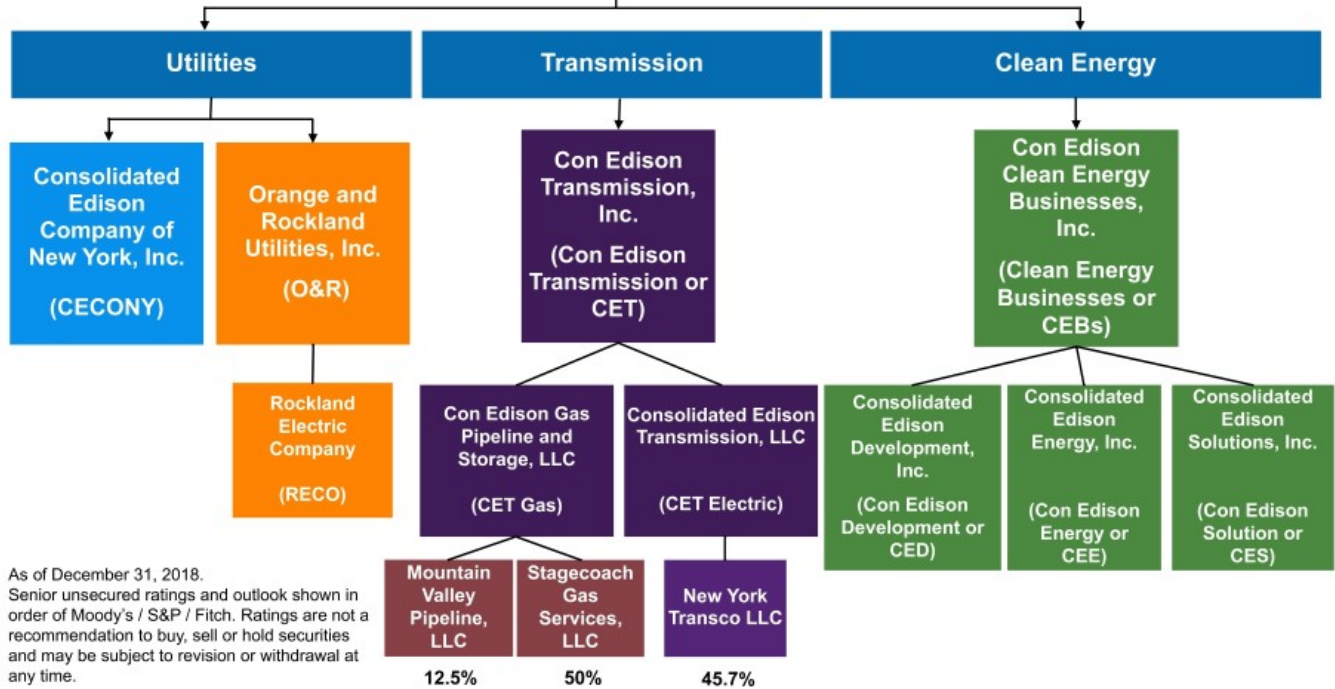 Utilities
Transmission
Clean Energy
Consolidated
Edison
Company of
New York, Inc.
(CECONY)
Orange and
Rockland
Utilities, Inc.
(O&R)
Con Edison
Transmission,
Inc.
(Con Edison
Transmission or
CET)
Con Edison
Clean Energy
Businesses,
Inc.
(Clean Energy
Businesses or
CEBs)
Rockland
Electric
Company
(RECO)
Con Edison Gas
Pipeline and
Storage, LLC
(CET Gas)
Consolidated Edison
Transmission, LLC
(CET Electric)
Consolidated
Edison
Development,
Inc.
(Con Edison
Development or
CED)
Consolidated
Edison
Energy, Inc.
(Con Edison
Energy or
CEE)
Consolidated
Edison
Solutions, Inc.
(Con Edison
Solution or
CES)
Mountain
Valley
Pipeline,
LLC
12.5%
Stagecoach
Gas
Services,
LLC
50%
New York
Transco LLC
45.7%
As of December 31, 2018.
Senior unsecured ratings and outlook shown in
order of Moody's / S&P / Fitch. Ratings are not a
recommendation to buy, sell or hold securities
and may be subject to revision or withdrawal at
any time.